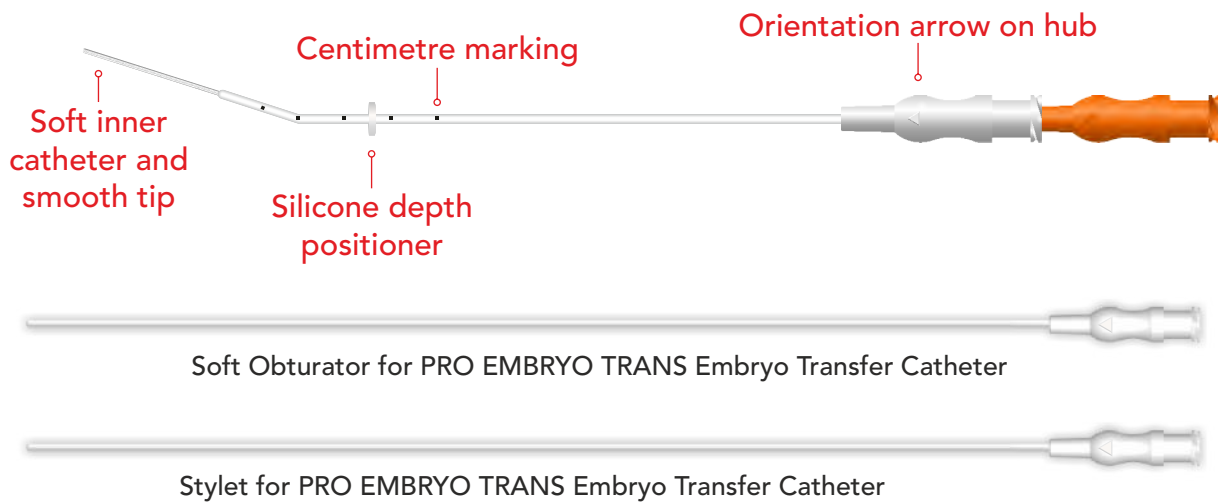 Orientation arrow on hub
Centimetre marking
Soft inner
catheter and
smooth tip
Silicone depth
positioner
Soft Obturator for PRO EMBRYO TRANS Embryo Transfer Catheter
Stylet for PRO EMBRYO TRANS Embryo Transfer Catheter